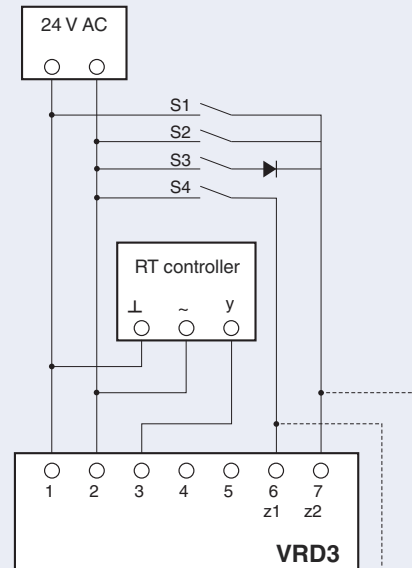 24 V AC
S1
S2
S3
S4
RT controller
⊥ ~ y
1 2 3 4 5 6 7
z1 z2
VRD3